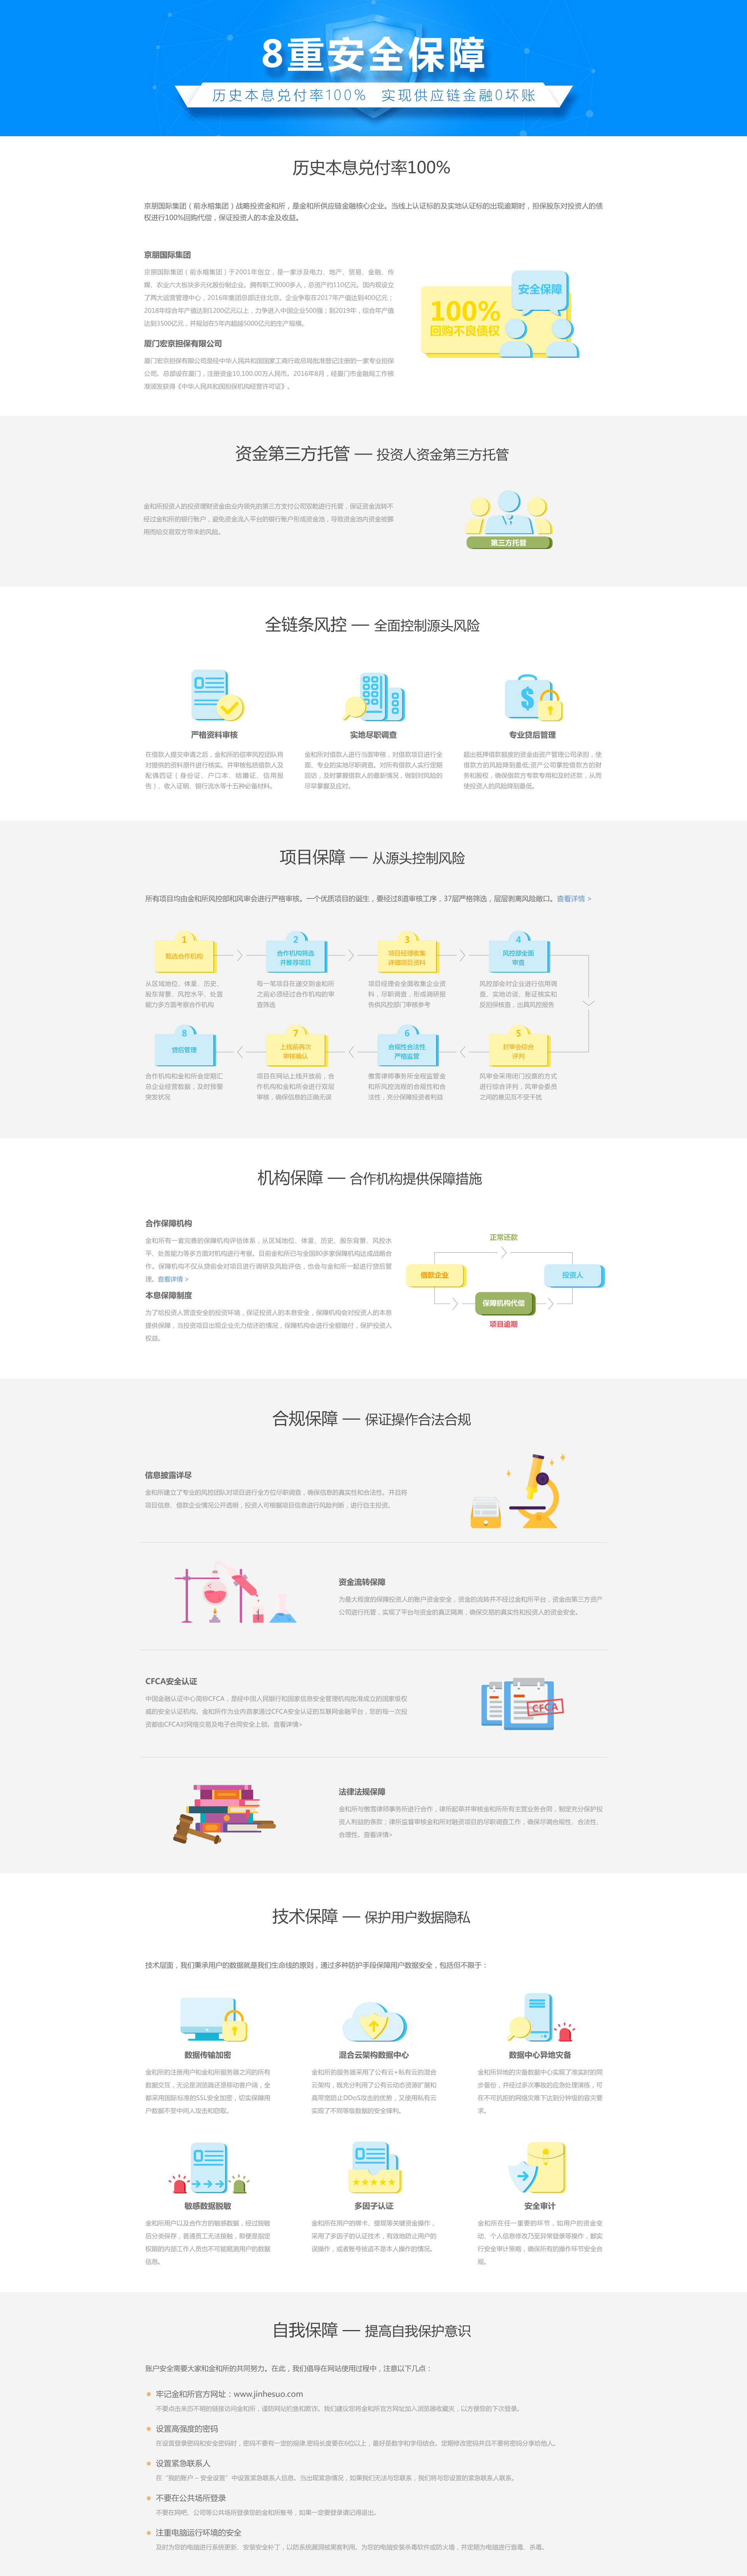 8重安全保障
历史本息兑付率100% 实现供应链金融0坏账
历史本息兑付率100%
京朋国际集团（前永榕集团）战略投资金和所，是金和所供应链金融核心企业。当线上认证标的及实地认证标的出现逾期时，担保股东对投资人的债
权进行100%回购代偿，保证投资人的本金及收益。
京朋国际集团
京朋国际集团（前永榕集团）于2001年创立，是一家涉及电力、地产、贸易、金融、传
媒、农业六大板块多元化股份制企业。拥有职工9000多人，总资产约110亿元。国内现成立
了两大运营管理中心，2016年集团总部迁往北京。企业争取在2017年产值达到400亿元；
2018年综合年产值达到1200亿元以上，力争进入中国企业500强；到2019年，综合年产值
达到3500亿元，并规划在5年内超越5000亿元的生产规模。
厦门宏京担保有限公司
厦门宏京担保有限公司是经中华人民共和国国家工商行政总局批准登记注册的一家专业担保
公司。总部设在厦门，注册资金10,100.00万人民币。2016年8月，经厦门市金融局工作核
准颁发获得《中华人民共和国担保机构经营许可证》。
安全保障
100%
回购不良债权
资金第三方托管 — 投资人资金第三方托管
金和所投资人的投资理财资金由业内领先的第三方支付公司双乾进行托管，保证资金流转不
经过金和所的银行账户，避免资金流入平台的银行账户形成资金池，导致资金池内资金被挪
用而给交易双方带来的风险。
第三方托管
全链条风控 — 全面控制源头风险
严格资料审核
在借款人提交申请之后，金和所的信审风控团队将
对提供的资料原件进行核实。并审核包括借款人及
配偶四证（身份证、户口本、结婚证、信用报
告）、收入证明、银行流水等十五种必备材料。
实地尽职调查
金和所对借款人进行当面审核，对借款项目进行全
面、专业的实地尽职调查。对所有借款人实行定期
回访，及时掌握借款人的最新情况，做到对风险的
尽早掌握及应对。
专业贷后管理
超出抵押借款额度的资金由资产管理公司承担，使
借款方的风险降到最低;资产公司掌控借款方的财
务和股权，确保借款方专款专用和及时还款，从而
使投资人的风险降到最低。
项目保障 — 从源头控制风险
所有项目均由金和所风控部和风审会进行严格审核。一个优质项目的诞生，要经过8道审核工序，37层严格筛选，层层剥离风险敞口。查看详情 >
1
甄选合作机构
从区域地位、体量、历史、
股东背景、风控水平、处置
能力多方面考察合作机构
2
合作机构筛选
并推荐项目
每一笔项目在递交到金和所
之前必须经过合作机构的审
查筛选
3
项目经理收集
详细项目资料
项目经理会全面收集企业资
料，尽职调查，形成调研报
告供风控部门审核参考
4
风控部全面
审查
风控部会对企业进行信用调
查、实地访谈、账证核实和
反担保核查，出具风控报告
8
贷后管理
合作机构和金和所会定期汇
总企业经营数据，及时预警
突发状况
7
上线前再次
审核确认
项目在网站上线开放前，合
作机构和金和所会进行双层
审核，确保信息的正确无误
6
合规性合法性
严格监管
傲雪律师事务所全程监管金
和所风控流程的合规性和合
法性，充分保障投资者利益
5
封审会综合
评判
风审会采用闭门投票的方式
进行综合评判，风审会委员
之间的意见互不受干扰
机构保障 — 合作机构提供保障措施
合作保障机构
金和所有一套完善的保障机构评估体系，从区域地位、体量、历史、股东背景、风控水
平、处置能力等多方面对机构进行考察。目前金和所已与全国80多家保障机构达成战略合
作。保障机构不仅从贷前会对项目进行调研及风险评估，也会与金和所一起进行贷后管
理。查看详情 >
本息保障制度
为了给投资人营造安全的投资环境，保证投资人的本息安全，保障机构会对投资人的本息
提供保障，当投资项目出现企业无力偿还的情况，保障机构会进行全额赔付，保护投资人
权益。
正常还款
借款企业
投资人
保障机构代偿
项目逾期
合规保障 — 保证操作合法合规
信息披露详尽
金和所建立了专业的风控团队对项目进行全方位尽职调查，确保信息的真实性和合法性。并且将
项目信息、借款企业情况公开透明，投资人可根据项目信息进行风险判断，进行自主投资。
资金流转保障
为最大程度的保障投资人的账户资金安全，资金的流转并不经过金和所平台，资金由第三方资产
公司进行托管，实现了平台与资金的真正隔离，确保交易的真实性和投资人的资金安全。
CFCA安全认证
中国金融认证中心简称CFCA，是经中国人民银行和国家信息安全管理机构批准成立的国家级权
威的安全认证机构。金和所作为业内首家通过CFCA安全认证的互联网金融平台，您的每一次投
资都由CFCA对网络交易及电子合同安全上锁。查看详情>
CFCA
法律法规保障
金和所与傲雪律师事务所进行合作，律所起草并审核金和所所有主营业务合同，制定充分保护投
资人利益的条款；律所监督审核金和所对融资项目的尽职调查工作，确保尽调合规性、合法性、
合理性。查看详情>
技术保障 — 保护用户数据隐私
技术层面，我们秉承用户的数据就是我们生命线的原则，通过多种防护手段保障用户数据安全，包括但不限于：
数据传输加密
金和所的注册用户和金和所服务器之间的所有
数据交互，无论是浏览器还是移动客户端，全
都采用国际标准的SSL安全加密，切实保障用
户数据不受中间人攻击和窃取。
混合云架构数据中心
金和所的服务器采用了公有云+私有云的混合
云架构，既充分利用了公有云动态资源扩展和
高带宽防止DDoS攻击的优势，又使用私有云
实现了不同等级数据的安全锋利。
数据中心异地灾备
金和所异地的灾备数据中心实现了准实时的同
步备份，并经过多次事故的应急处理演练，可
在不可抗拒的网络灾难下达到分钟级的容灾要
求。
敏感数据脱敏
金和所用户以及合作方的敏感数据，经过脱敏
后分类保存，普通员工无法接触，即便是指定
权限的内部工作人员也不可能窥测用户的数据
信息。
多因子认证
金和所在用户的绑卡、提现等关键资金操作，
采用了多因子的认证技术，有效地防止用户的
误操作，或者账号被盗不是本人操作的情况。
安全审计
金和所在任一重要的环节，如用户的资金变
动、个人信息修改乃至异常登录等操作，都实
行安全审计策略，确保所有的操作环节安全合
规。
自我保障 — 提高自我保护意识
账户安全需要大家和金和所的共同努力。在此，我们倡导在网站使用过程中，注意以下几点：
牢记金和所官方网址：www.jinhesuo.com
不要点击来历不明的链接访问金和所，谨防网站钓鱼和欺诈。我们建议您将金和所官方网址加入浏览器收藏夹，以方便您的下次登录。
设置高强度的密码
在设置登录密码和安全密码时，密码不要有一定的规律,密码长度要在6位以上，最好是数字和字母结合。定期修改密码并且不要将密码分享给他人。
设置紧急联系人
在“我的账户 – 安全设置”中设置紧急联系人信息。当出现紧急情况，如果我们无法与您联系，我们将与您设置的紧急联系人联系。
不要在公共场所登录
不要在网吧、公司等公共场所登录您的金和所账号，如果一定要登录请记得退出。
注重电脑运行环境的安全
及时为您的电脑进行系统更新、安装安全补丁，以防系统漏洞被黑客利用。为您的电脑安装杀毒软件或防火墙，并定期为电脑进行查毒、杀毒。